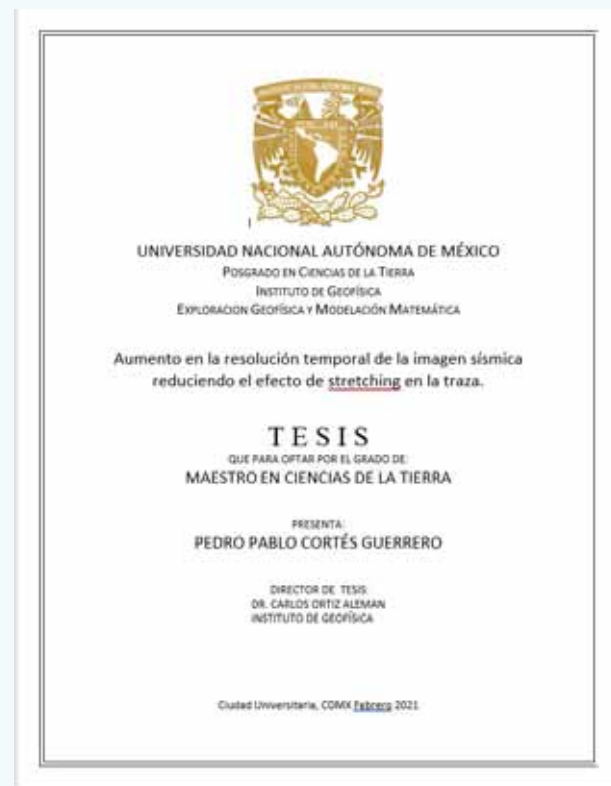 UNIVERSIDAD NACIONAL AUTÓNOMA DE MÉXICO
POSGRADO EN CIENCIAS DE LA TIERRA
INSTITUTO DE GEOFÍSICA
EXPLORACION GEOFÍSICA Y MODELACIÓN MATEMÁTICA
Aumento en la resolución temporal de la imagen sísmica
reduciendo el efecto de stretching en la traza.
TESIS
QUE PARA OPTAR POR EL GRADO DE:
MAESTRO EN CIENCIAS DE LA TIERRA
PRESENTA:
PEDRO PABLO CORTÉS GUERRERO
DIRECTOR DE TESIS
DR. CARLOS ORTIZ ALEMAN
INSTITUTO DE GEOFÍSICA
Ciudad Universitaria, CDMX Febrero 2021